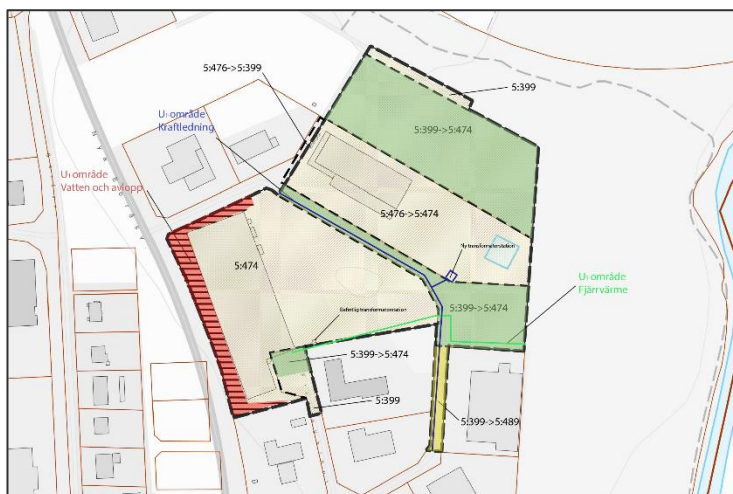 5:476->5:399
5:399
U₁ område
Kraftledning
5:399->5:474
U₁ område
Vatten och avlopp
5:476->5:474
5:474
Ny transformatorstation
U₁ område
Fjärrvärme
5:399->5:474
Befintlig transformatorstation
5:399->5:474
5:399
5:399->5:489